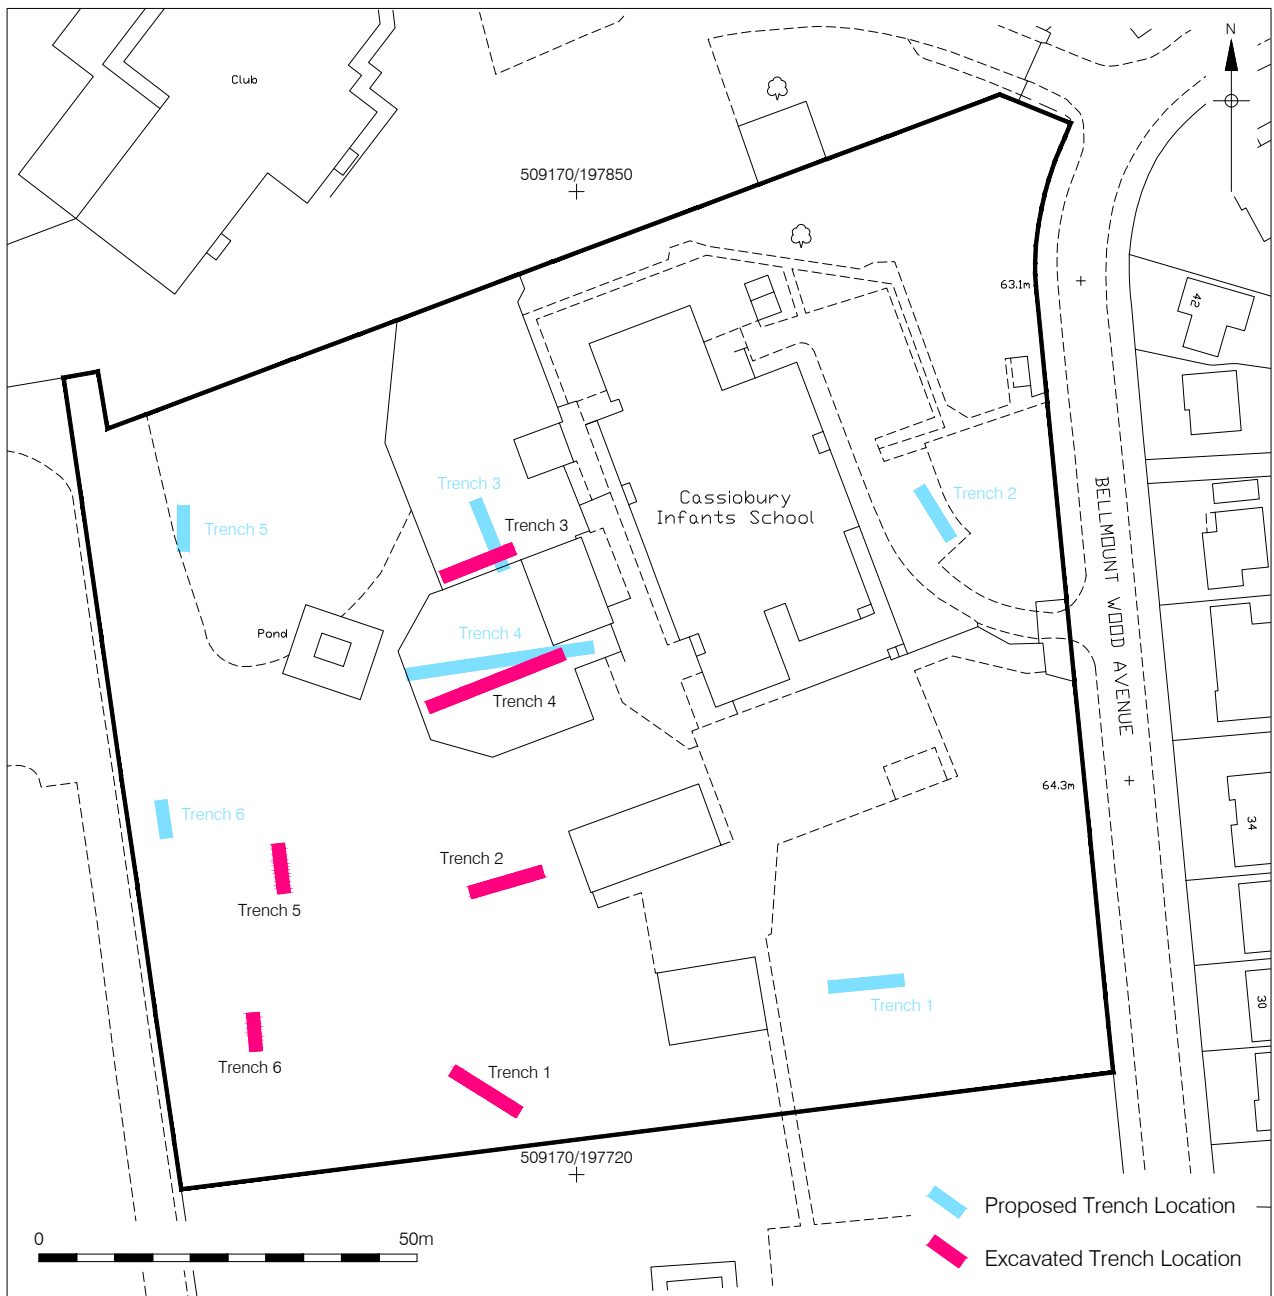 Club
N
509170/197850
63.1m
42
Trench 3
Trench 3
Cassiobury
Infants School
Trench 2
Trench 5
BELLMOUNT WOOD AVENUE
Pond
Trench 4
Trench 4
64.3m
Trench 6
34
Trench 2
Trench 5
Trench 1
30
Trench 6
Trench 1
509170/197720
Proposed Trench Location
0
50m
Excavated Trench Location